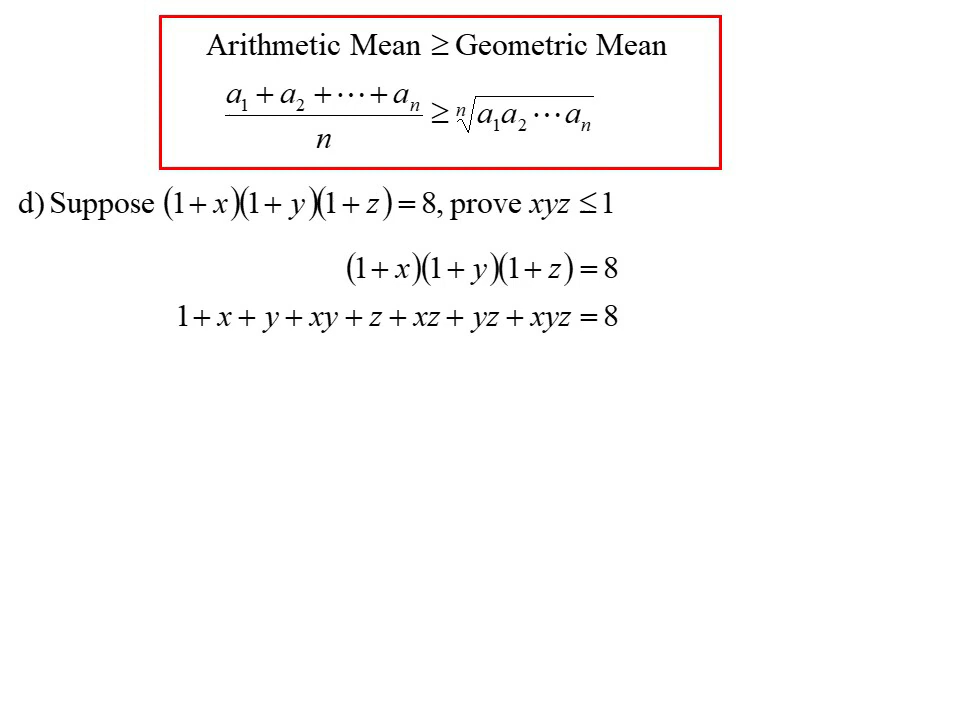 Arithmetic Mean ≥ Geometric Mean
(a₁ + a₂ + ⋯ + aₙ)/n ≥ ⁿ√(a₁a₂⋯aₙ)
d) Suppose (1 + x)(1 + y)(1 + z) = 8, prove xyz ≤ 1
(1 + x)(1 + y)(1 + z) = 8
1 + x + y + xy + z + xz + yz + xyz = 8